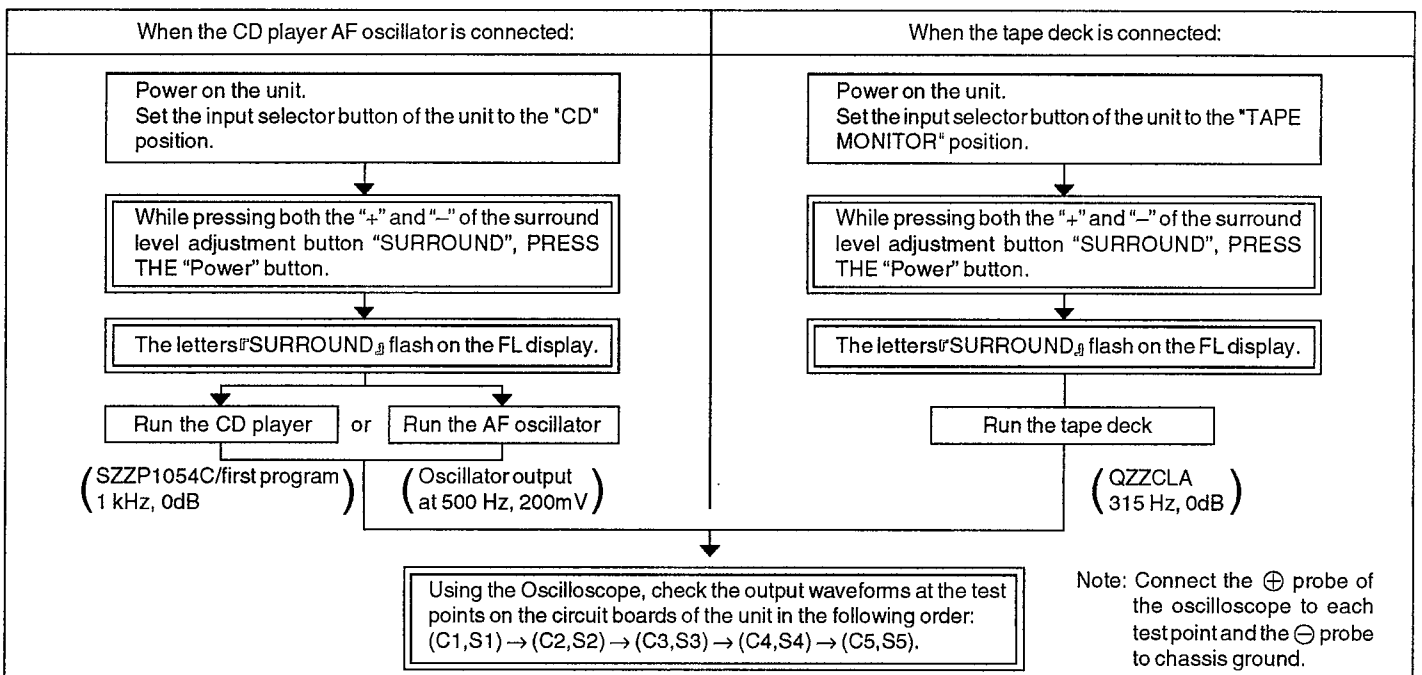 When the CD player AF oscillator is connected:
Power on the unit.
Set the input selector button of the unit to the "CD"
position.
While pressing both the “+” and “–” of the surround
level adjustment button “SURROUND”, PRESS
THE “Power” button.
The letters『SURROUND』flash on the FL display.
Run the CD player
or
Run the AF oscillator
(SZZP1054C/first program
1 kHz, 0dB)
(Oscillator output
at 500 Hz, 200mV)
When the tape deck is connected:
Power on the unit.
Set the input selector button of the unit to the "TAPE
MONITOR" position.
While pressing both the “+” and “–” of the surround
level adjustment button “SURROUND”, PRESS
THE “Power” button.
The letters『SURROUND』flash on the FL display.
Run the tape deck
(QZZCLA
315 Hz, 0dB)
Using the Oscilloscope, check the output waveforms at the test
points on the circuit boards of the unit in the following order:
(C1,S1) → (C2,S2) → (C3,S3) → (C4,S4) → (C5,S5).
Note: Connect the ⊕ probe of
the oscilloscope to each
test point and the ⊖ probe
to chassis ground.